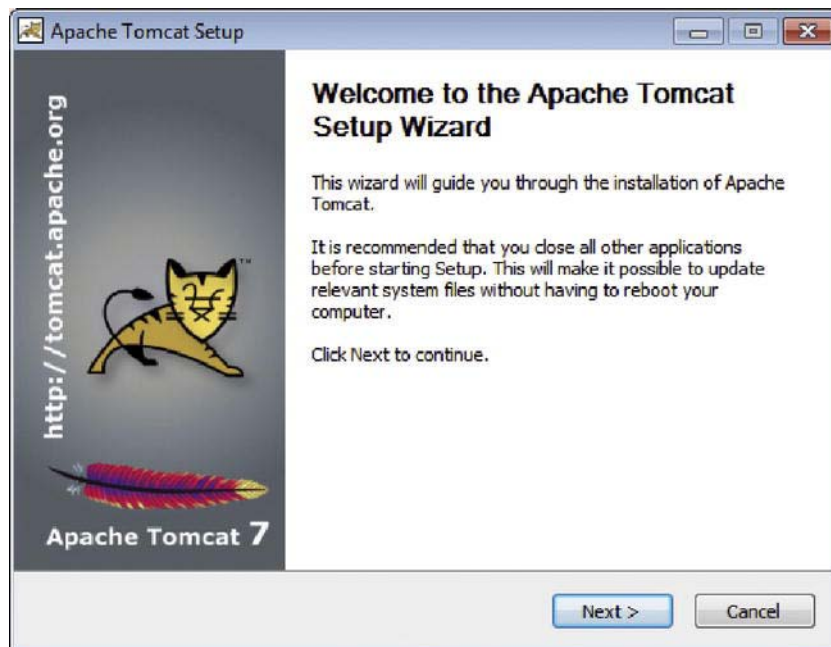 Apache Tomcat Setup
http://tomcat.apache.org
TM
Apache Tomcat 7
Welcome to the Apache Tomcat
Setup Wizard
This wizard will guide you through the installation of Apache
Tomcat.
It is recommended that you close all other applications
before starting Setup. This will make it possible to update
relevant system files without having to reboot your
computer.
Click Next to continue.
Next >
Cancel